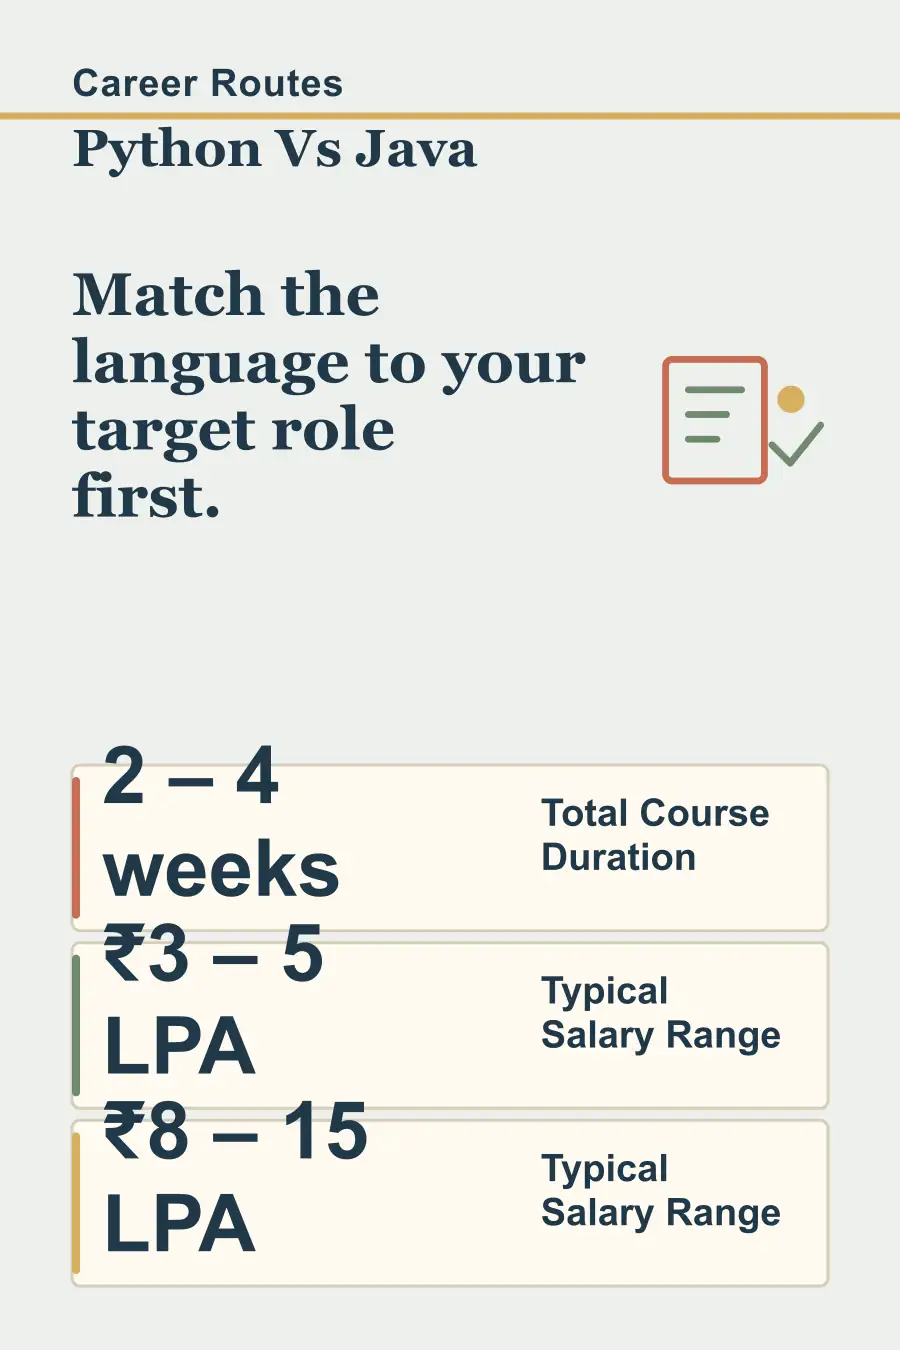 Career Routes
Python Vs Java
Match the
language to your
target role
first.
2 – 4
weeks
Total Course
Duration
₹3 – 5
LPA
Typical
Salary Range
₹8 – 15
LPA
Typical
Salary Range